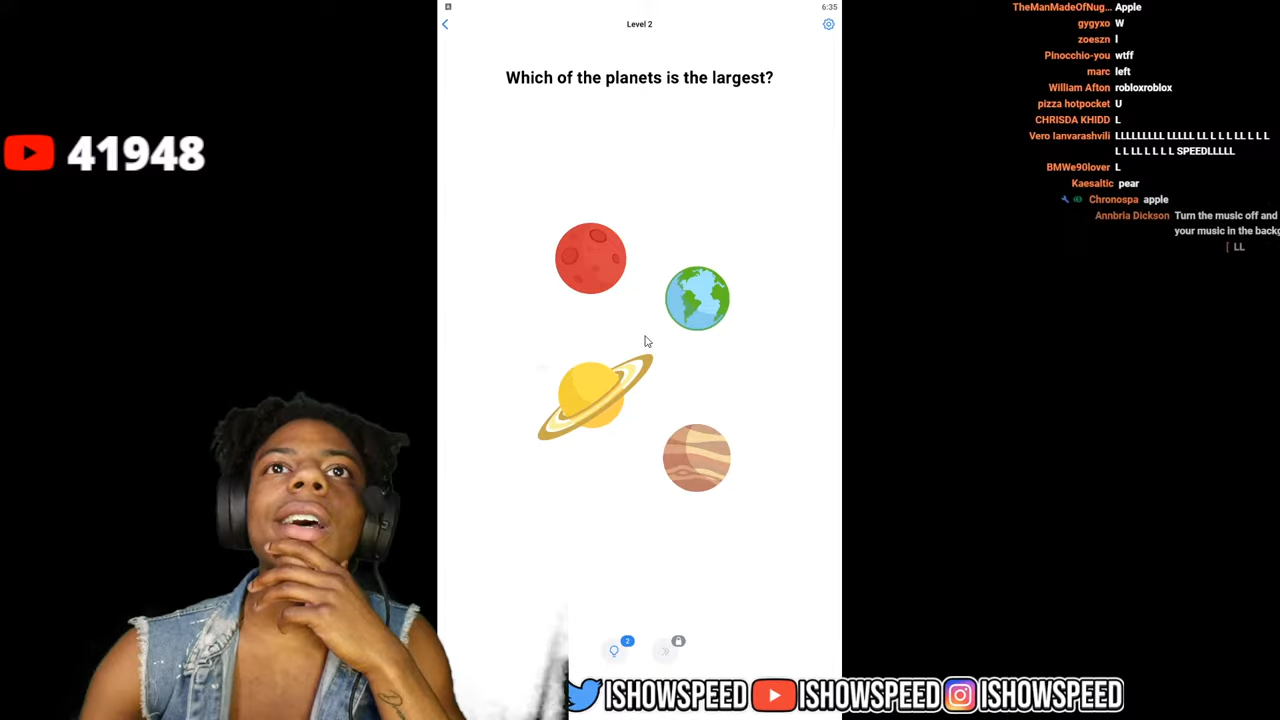 6:35
Level 2
Which of the planets is the largest?
41948
2
TheManMadeOfNug... Apple
gygyxo W
zoeszn l
Pinocchio-you wtff
marc left
William Afton robloxroblox
pizza hotpocket U
CHRISDA KHIDD L
Vero Ianvarashvili LLLLLLLLL LLLLL LL L L L LL L L
L L LL L L L L SPEEDLLLLL
BMWe90lover L
Kaesaltic pear
Chronospa apple
Annbria Dickson Turn the music off and
your music in the backg
[ LL
ISHOWSPEED ISHOWSPEED ISHOWSPEED